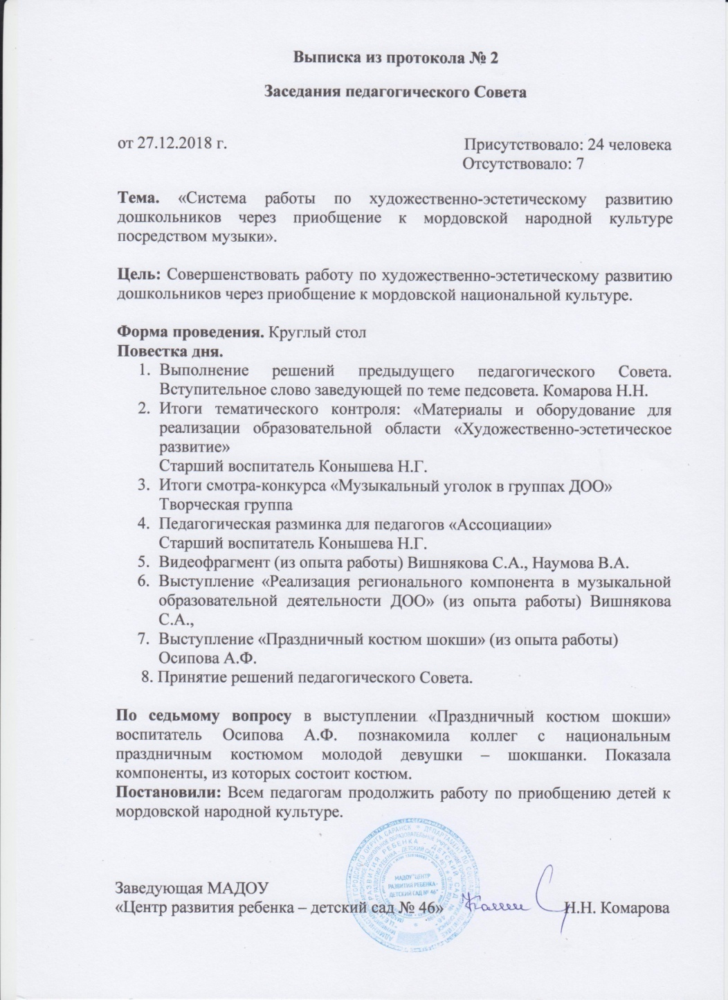 Выписка из протокола № 2
Заседания педагогического Совета
от 27.12.2018 г.
Присутствовало: 24 человека
Отсутствовало: 7
Тема. «Система работы по художественно-эстетическому развитию
дошкольников через приобщение к мордовской народной культуре
посредством музыки».
Цель: Совершенствовать работу по художественно-эстетическому развитию
дошкольников через приобщение к мордовской национальной культуре.
Форма проведения. Круглый стол
Повестка дня.
1. Выполнение решений предыдущего педагогического Совета.
Вступительное слово заведующей по теме педсовета. Комарова Н.Н.
2. Итоги тематического контроля: «Материалы и оборудование для
реализации образовательной области «Художественно-эстетическое
развитие»
Старший воспитатель Конышева Н.Г.
3. Итоги смотра-конкурса «Музыкальный уголок в группах ДОО»
Творческая группа
4. Педагогическая разминка для педагогов «Ассоциации»
Старший воспитатель Конышева Н.Г.
5. Видеофрагмент (из опыта работы) Вишнякова С.А., Наумова В.А.
6. Выступление «Реализация регионального компонента в музыкальной
образовательной деятельности ДОО» (из опыта работы) Вишнякова
С.А.,
7. Выступление «Праздничный костюм шокши» (из опыта работы)
Осипова А.Ф.
8. Принятие решений педагогического Совета.
По седьмому вопросу в выступлении «Праздничный костюм шокши»
воспитатель Осипова А.Ф. познакомила коллег с национальным
праздничным костюмом молодой девушки – шокшанки. Показала
компоненты, из которых состоит костюм.
Постановили: Всем педагогам продолжить работу по приобщению детей к
мордовской народной культуре.
МАДОУ "ЦЕНТР
РАЗВИТИЯ РЕБЕНКА-
ДЕТСКИЙ САД № 46"
Заведующая МАДОУ
«Центр развития ребенка – детский сад № 46»
Н.Н. Комарова